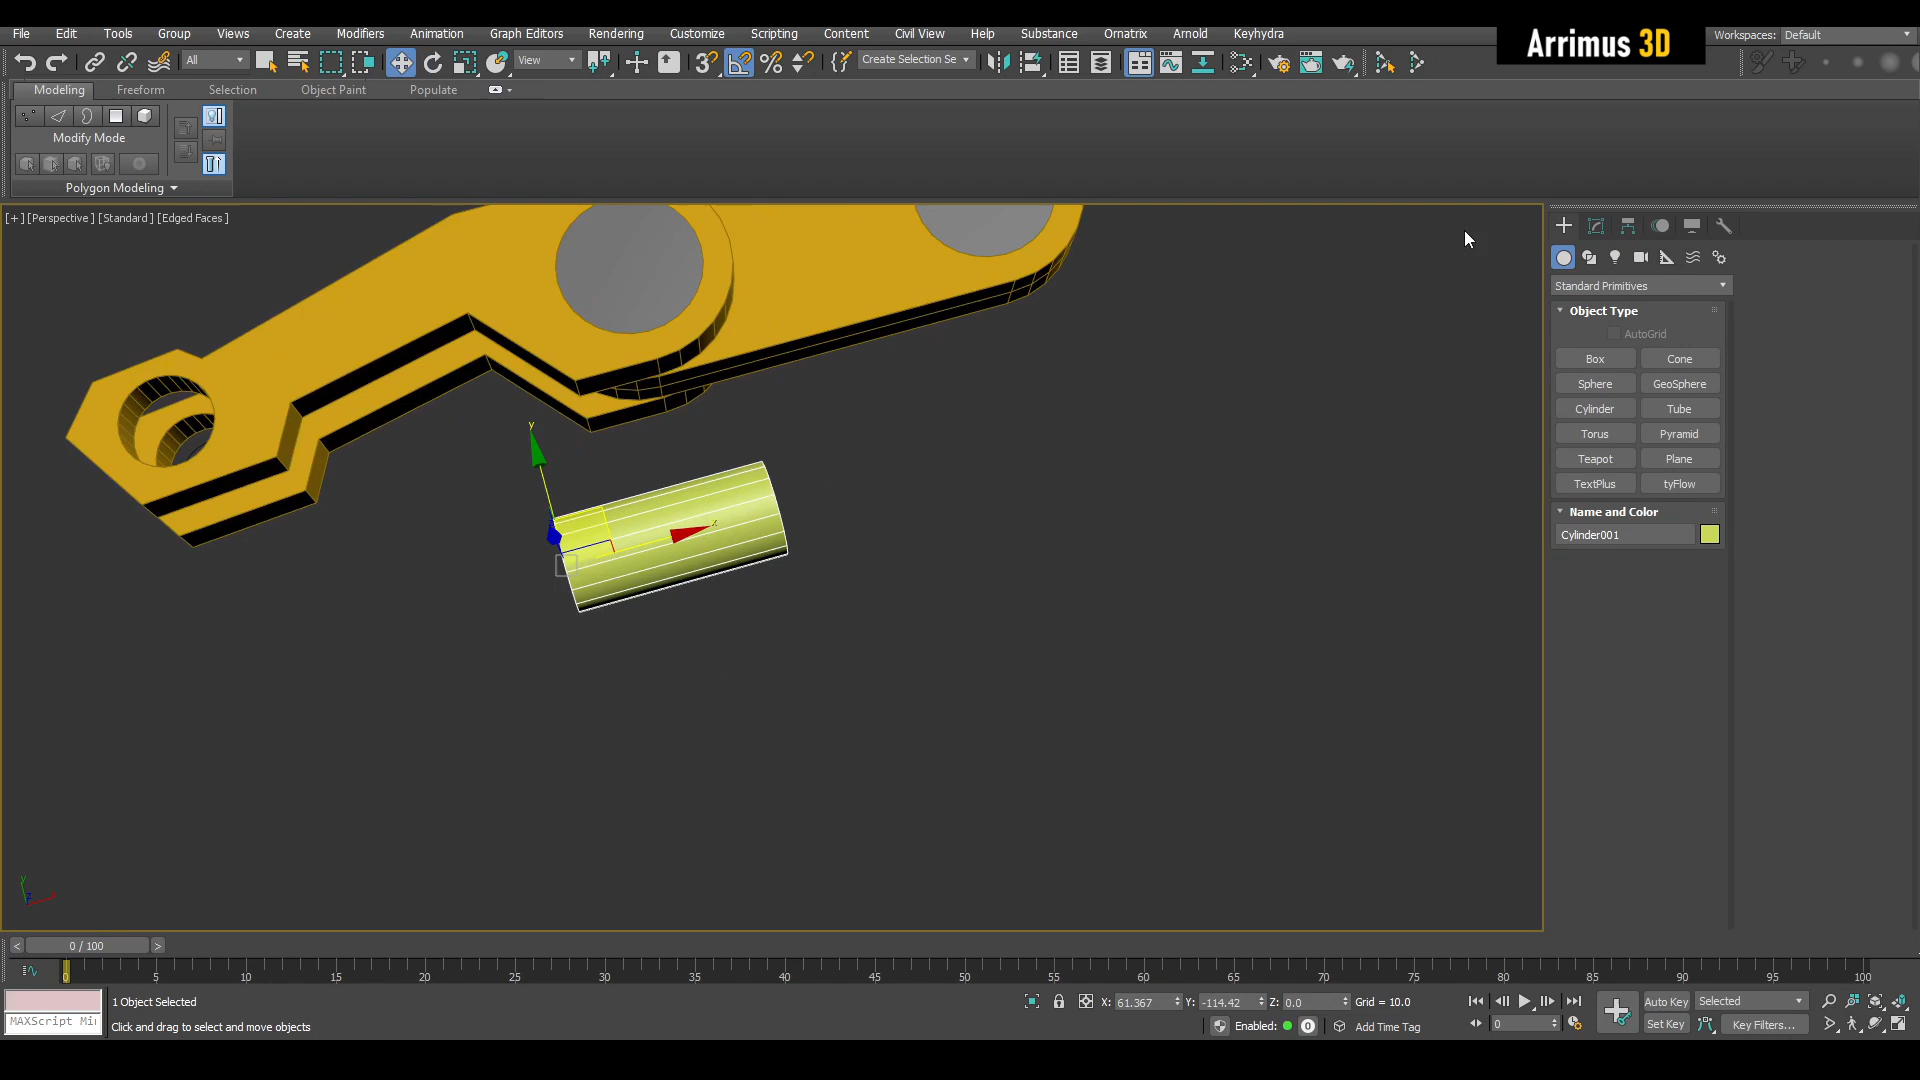 File Edit Tools Group Views Create Modifiers Animation Graph Editors Rendering Customize Scripting Content Civil View Help Substance Ornatrix Arnold Keyhydra
Arrimus 3D
Workspaces: Default
All View Create Selection Se
Modeling Freeform Selection Object Paint Populate
Modify Mode
Polygon Modeling
[+] [Perspective] [Standard] [Edged Faces]
Standard Primitives
Object Type
AutoGrid
Box Cone
Sphere GeoSphere
Cylinder Tube
Torus Pyramid
Teapot Plane
TextPlus tyFlow
Name and Color
Cylinder001
y
x
y
z
< 0 / 100 >
0 5 10 15 20 25 30 35 40 45 50 55 60 65 70 75 80 85 90 95 100
1 Object Selected
X: 61.367 Y: -114.42 Z: 0.0 Grid = 10.0
Auto Key Selected
MAXScript Mi
Click and drag to select and move objects
Enabled: 0 Add Time Tag
0
Set Key Key Filters...